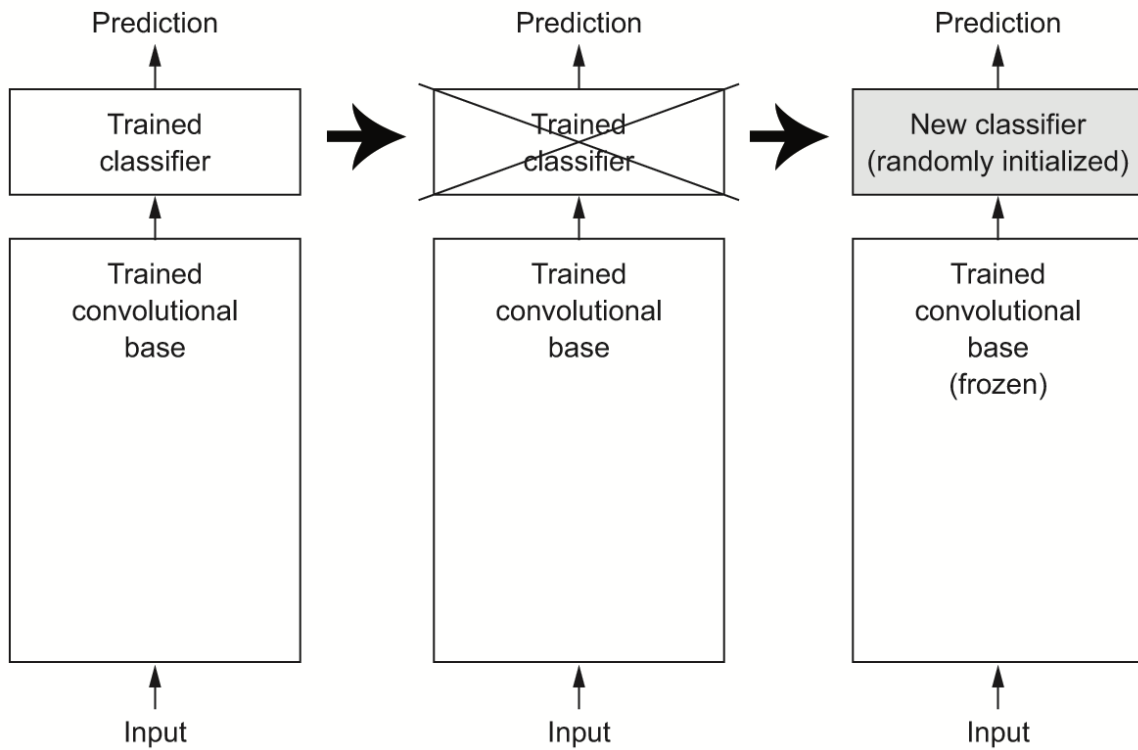 Prediction
Trained
classifier
Trained
convolutional
base
Input
Prediction
Trained
classifier
Trained
convolutional
base
Input
Prediction
New classifier
(randomly initialized)
Trained
convolutional
base
(frozen)
Input